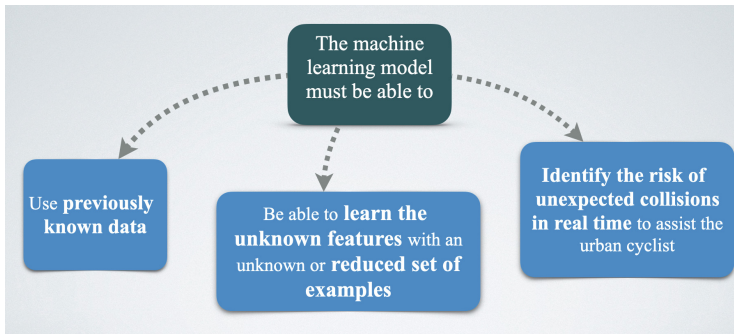 The machine
learning model
must be able to
Use previously
known data
Be able to learn the
unknown features with an
unknown or reduced set of
examples
Identify the risk of
unexpected collisions
in real time to assist the
urban cyclist